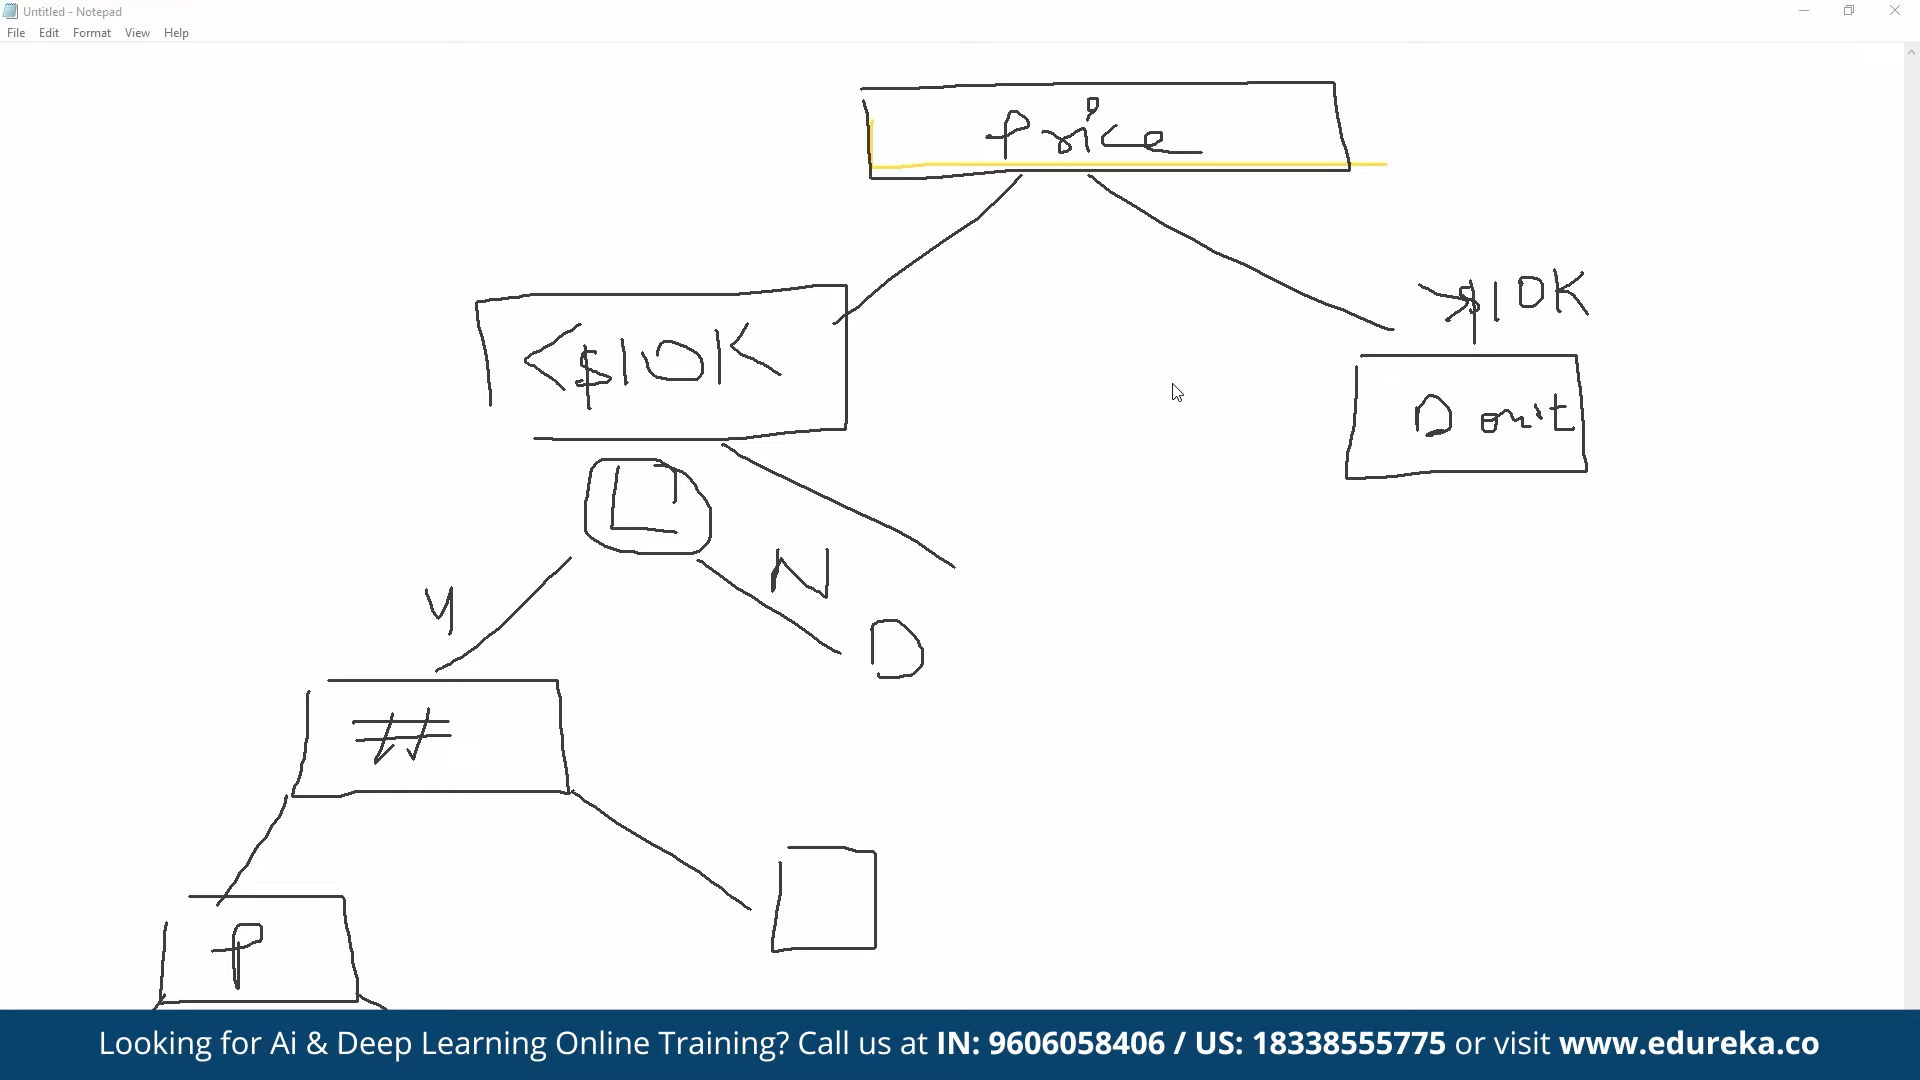 Untitled - Notepad
File Edit Format View Help
Price
>$10K
<$10K
D omit
L
N
Y
D
#
P
Looking for Ai & Deep Learning Online Training? Call us at IN: 9606058406 / US: 18338555775 or visit www.edureka.co